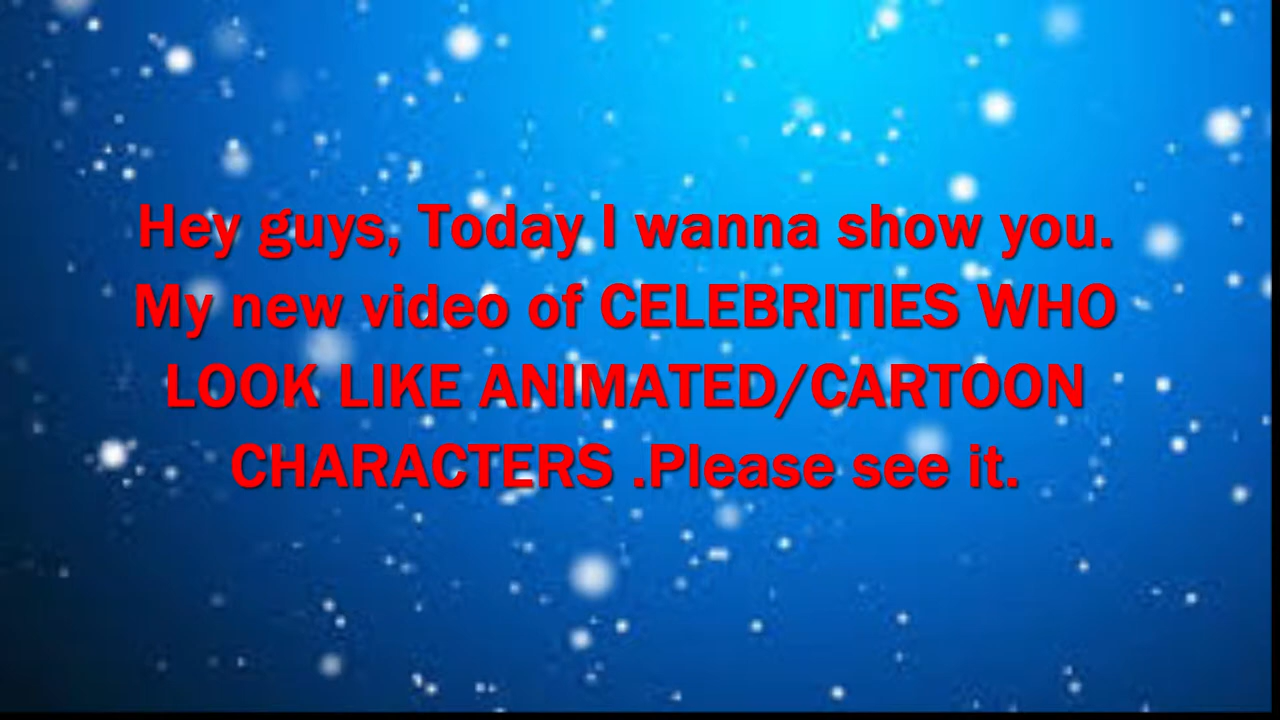 Hey guys, Today I wanna show you.
My new video of CELEBRITIES WHO
LOOK LIKE ANIMATED/CARTOON
CHARACTERS .Please see it.